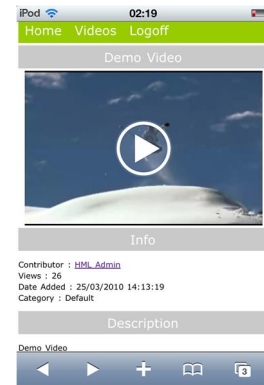 iPod 02:19
Home Videos Logoff
Demo Video
Info
Contributor : HML Admin
Views : 26
Date Added : 25/03/2010 14:13:19
Category : Default
Description
Demo Video
3